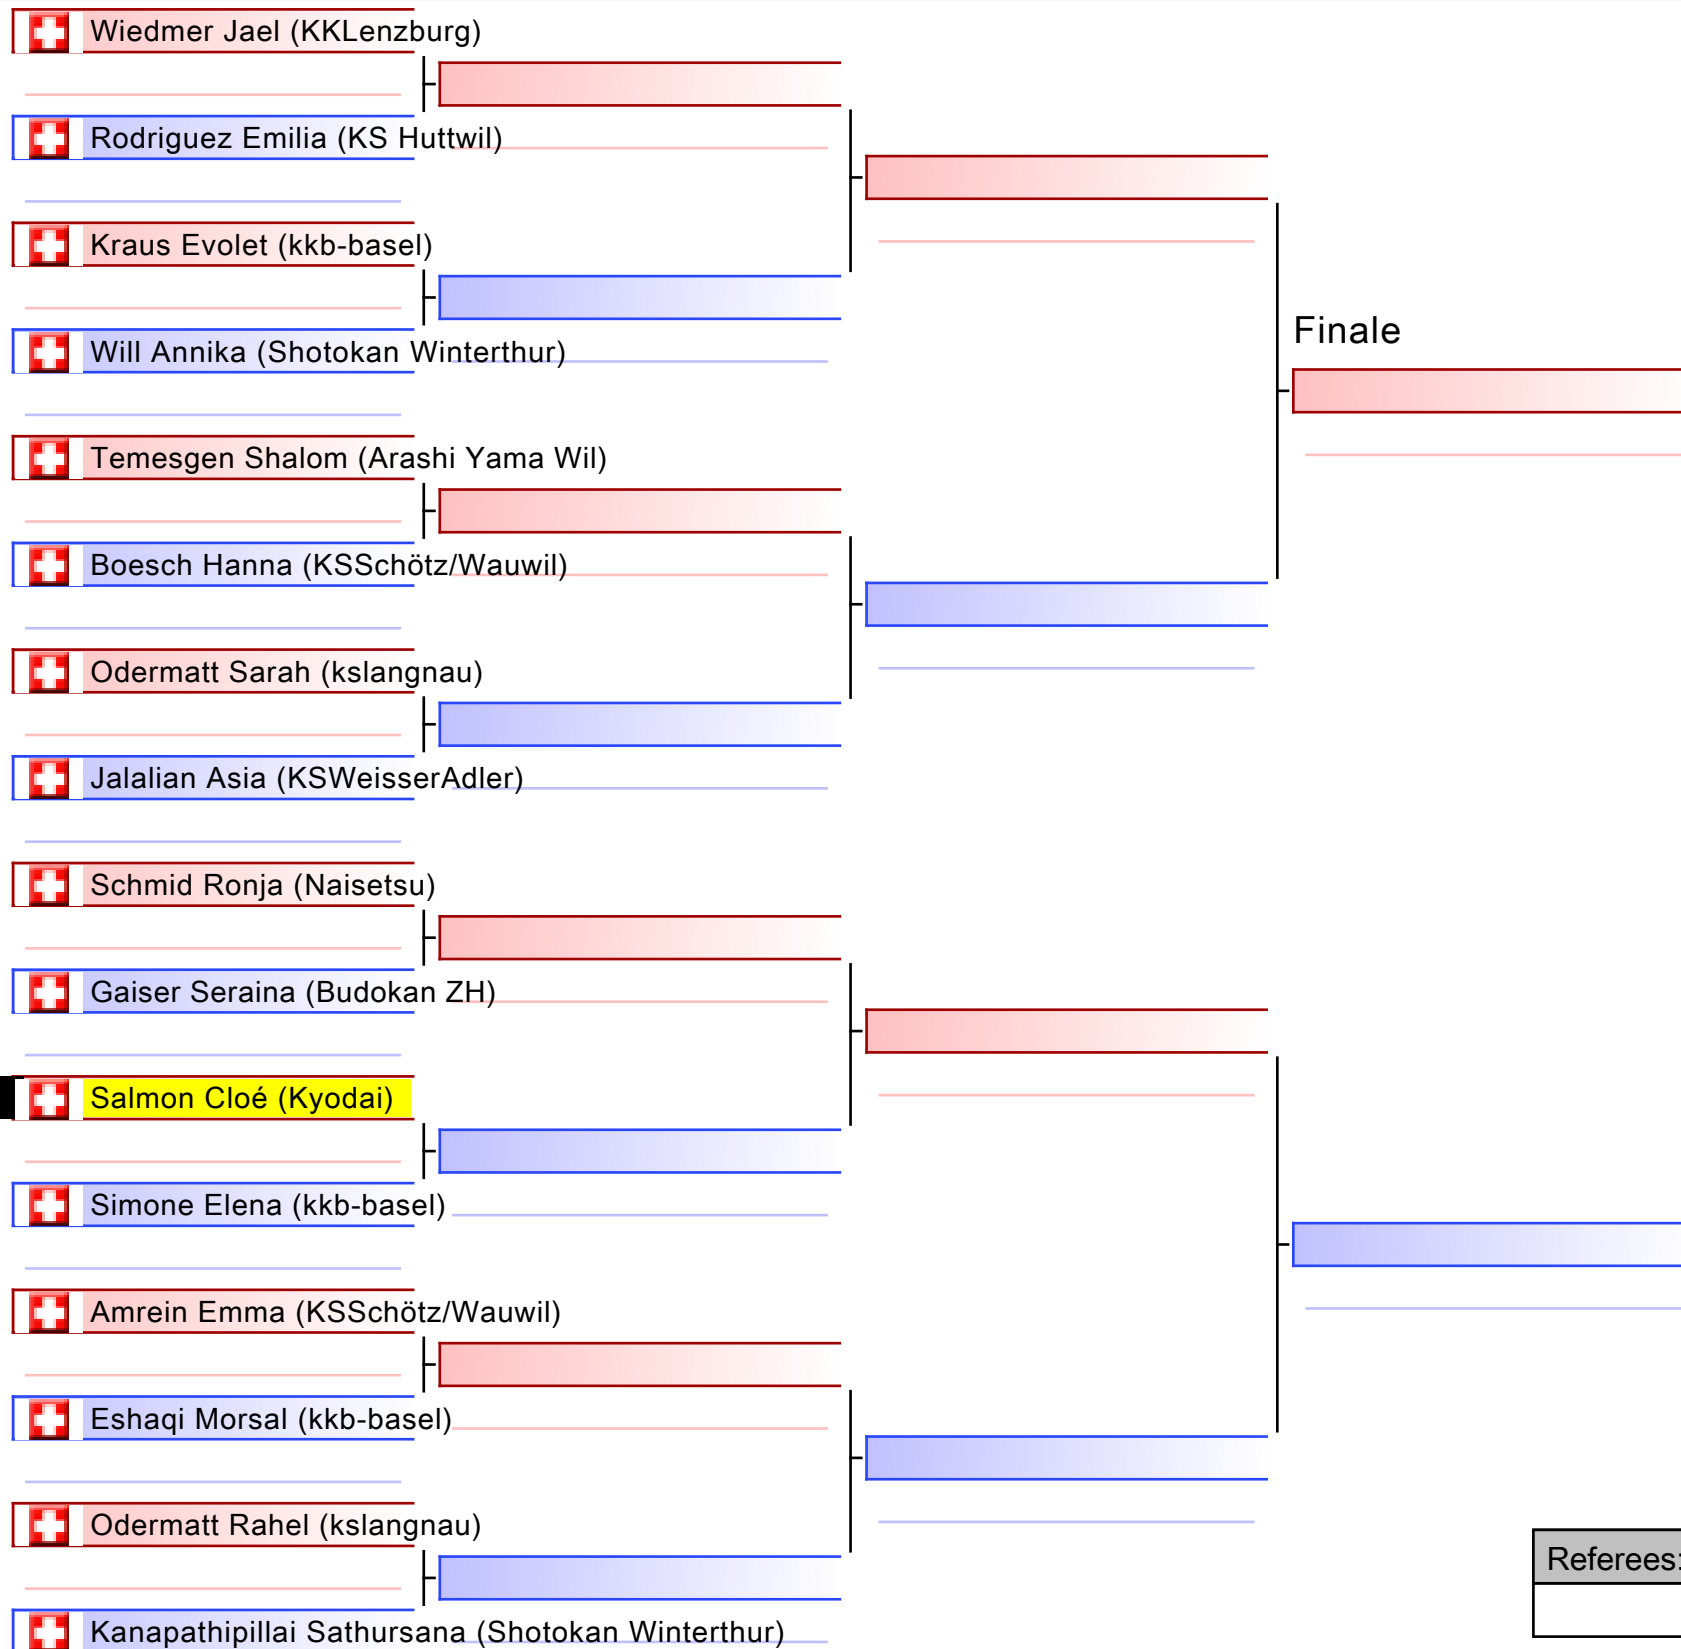 Wiedmer Jael (KKLenzburg)
Rodriguez Emilia (KS Huttwil)
Kraus Evolet (kkb-basel)
Will Annika (Shotokan Winterthur)
Finale
Temesgen Shalom (Arashi Yama Wil)
Boesch Hanna (KSSchötz/Wauwil)
Odermatt Sarah (kslangnau)
Jalalian Asia (KSWeisserAdler)
Schmid Ronja (Naisetsu)
Gaiser Seraina (Budokan ZH)
Salmon Cloé (Kyodai)
Simone Elena (kkb-basel)
Amrein Emma (KSSchötz/Wauwil)
Eshaqi Morsal (kkb-basel)
Odermatt Rahel (kslangnau)
Referees:
Kanapathipillai Sathursana (Shotokan Winterthur)